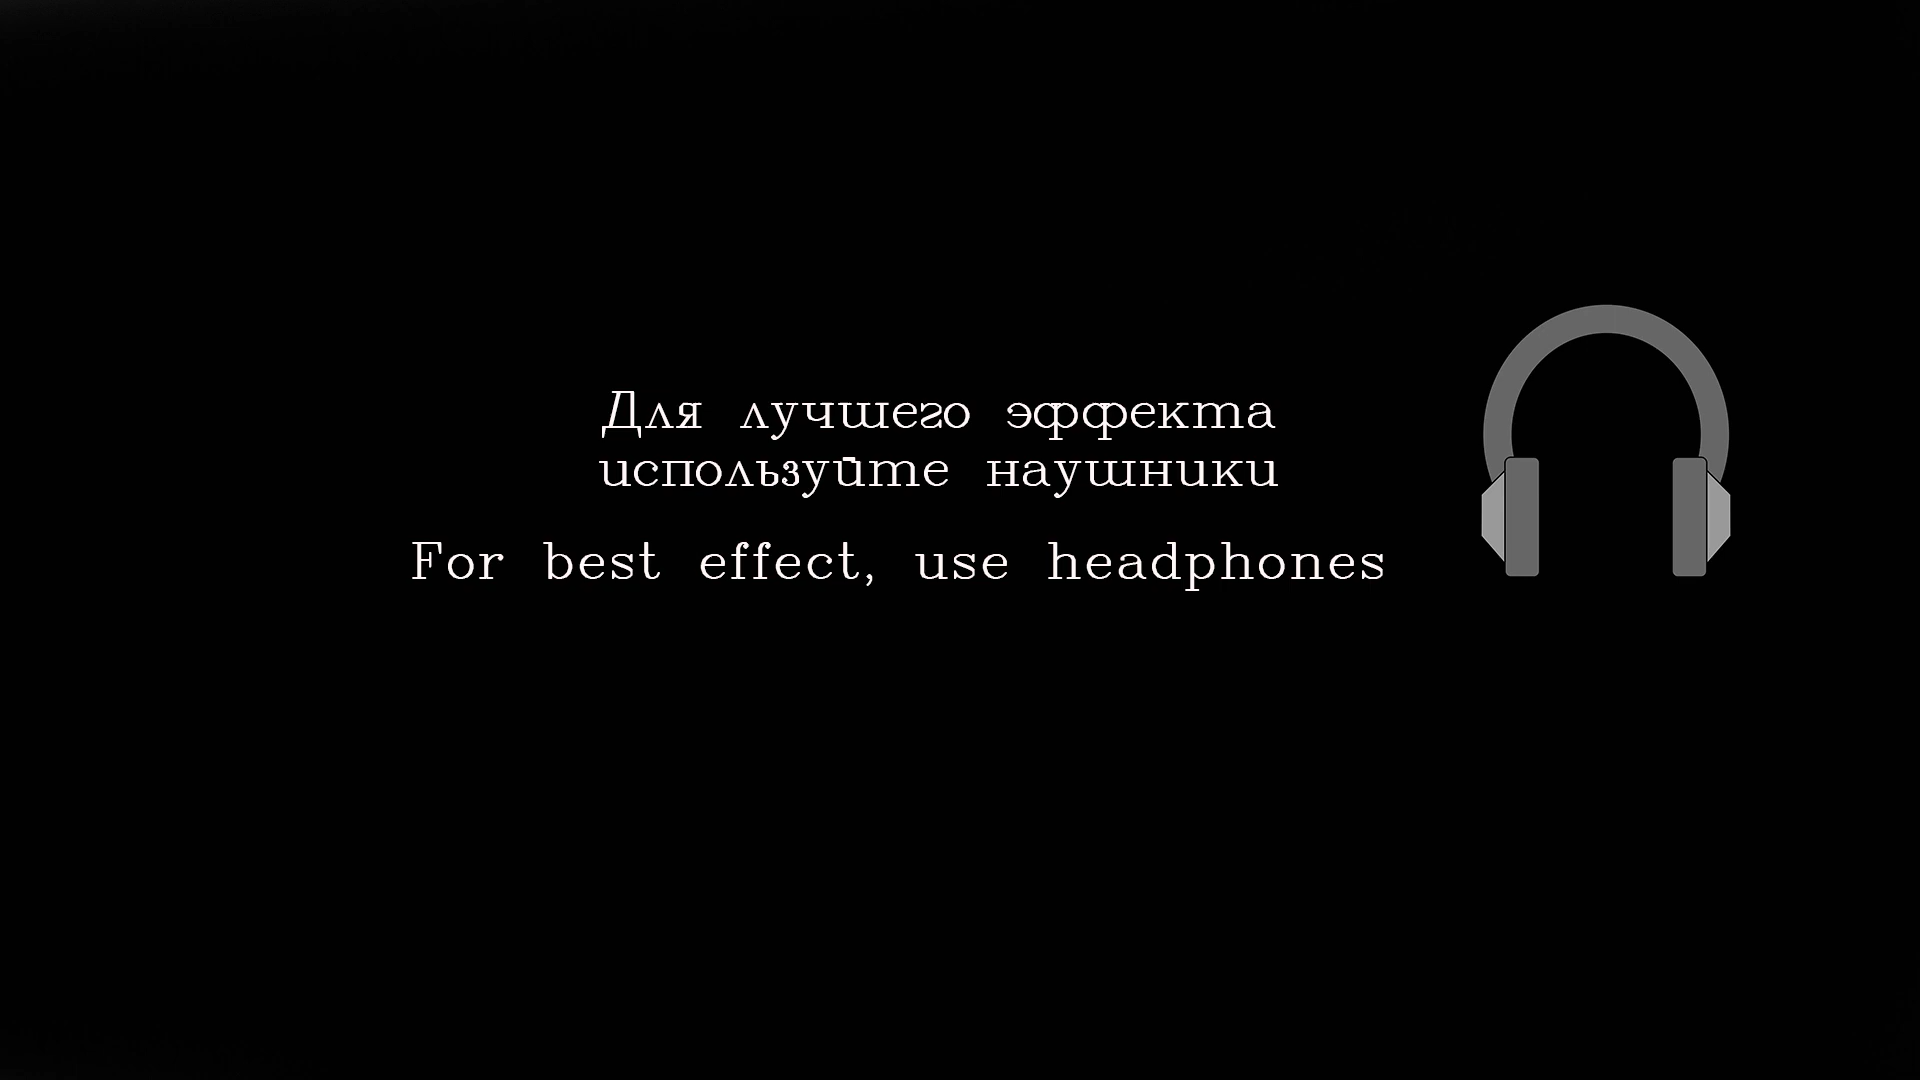 Для лучшего эффекта
используйте наушники
For best effect, use headphones